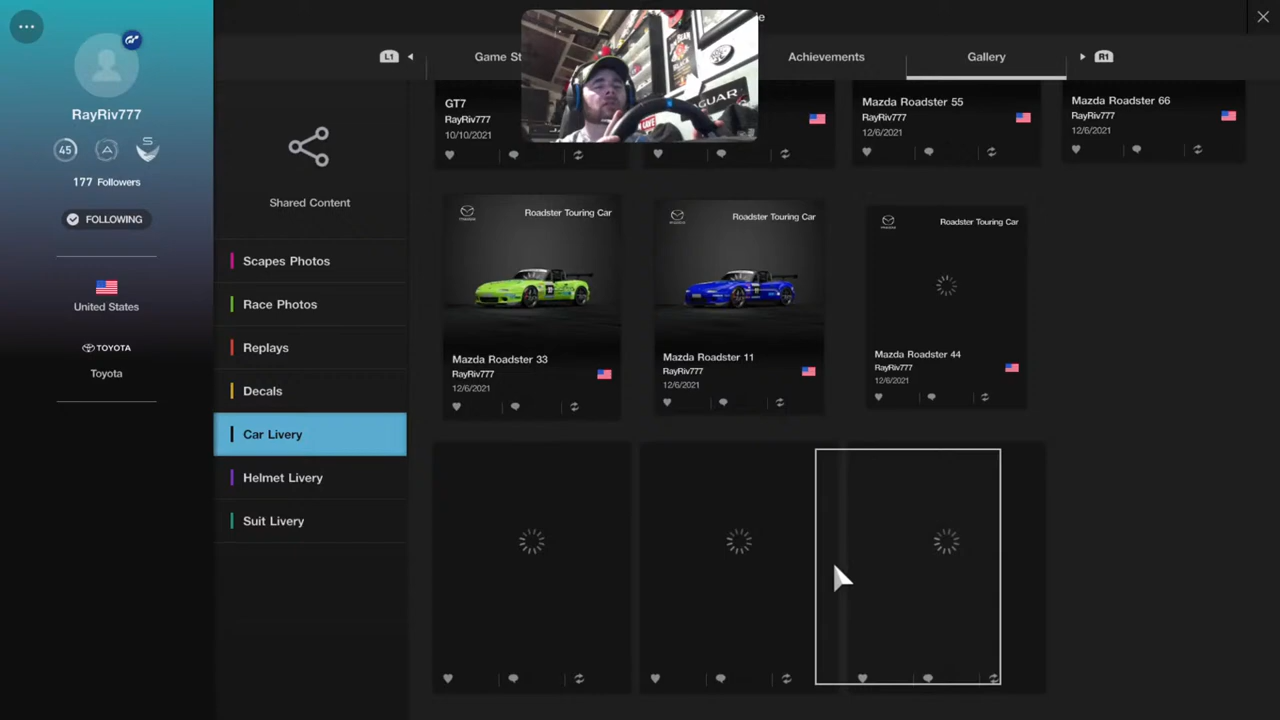 RayRiv777
45
S
177 Followers
FOLLOWING
United States
TOYOTA
Toyota
L1
Game St
Achievements
Gallery
R1
Shared Content
Scapes Photos
Race Photos
Replays
Decals
Car Livery
Helmet Livery
Suit Livery
GT7
RayRiv777
10/10/2021
Mazda Roadster 55
RayRiv777
12/6/2021
Mazda Roadster 66
RayRiv777
12/6/2021
Roadster Touring Car
Mazda Roadster 33
RayRiv777
12/6/2021
Roadster Touring Car
Mazda Roadster 11
RayRiv777
12/6/2021
Roadster Touring Car
Mazda Roadster 44
RayRiv777
12/6/2021